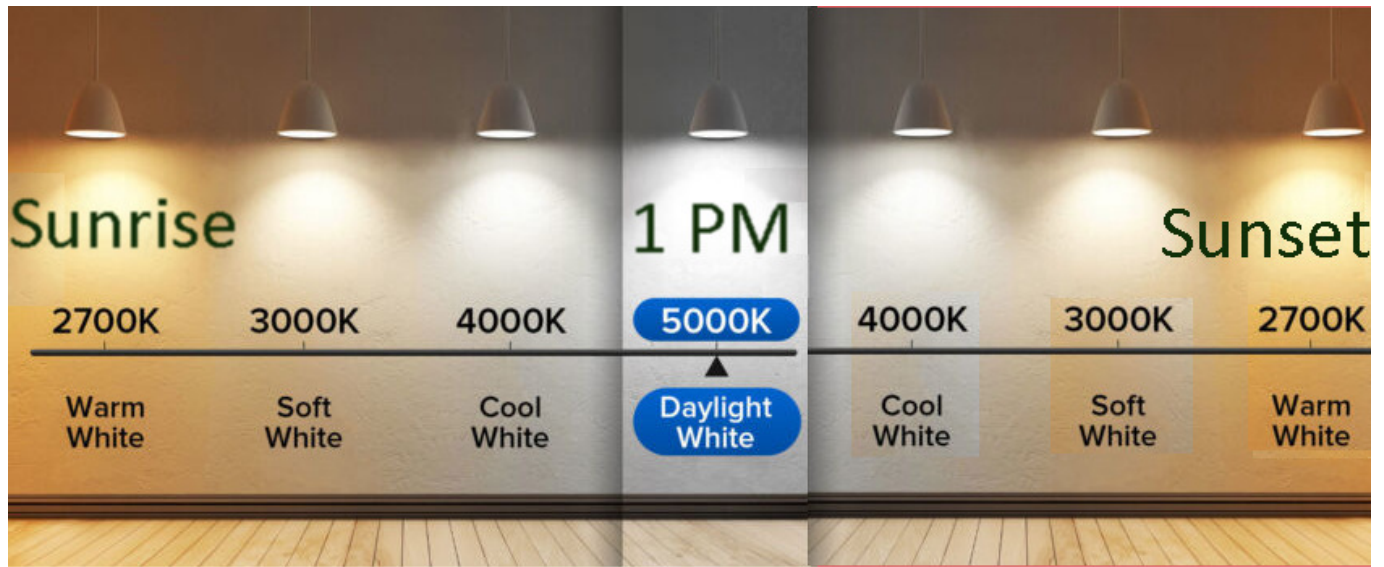 Sunrise
1 PM
Sunset
2700K
3000K
4000K
5000K
4000K
3000K
2700K
Warm
White
Soft
White
Cool
White
Daylight
White
Cool
White
Soft
White
Warm
White